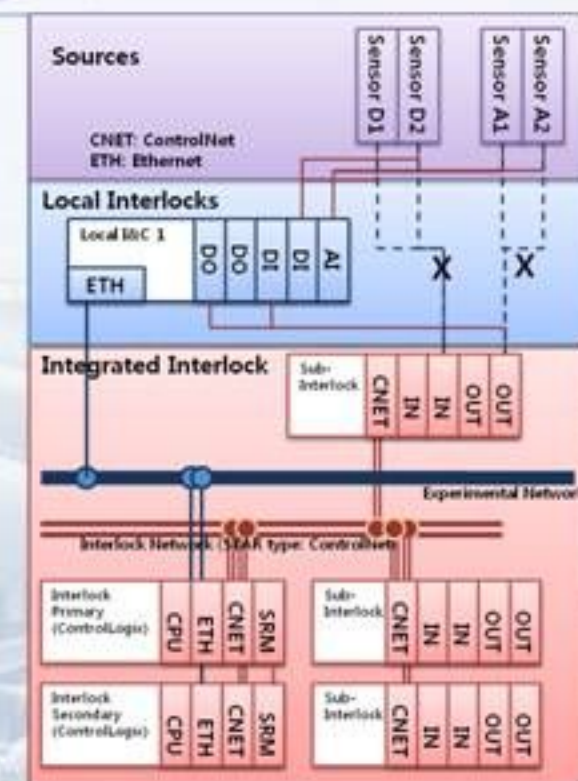 Sources
Sensor D1
Sensor D2
Sensor A1
Sensor A2
CNET: ControlNet
ETH: Ethernet
Local Interlocks
Local I&C 1
ETH
DO
DO
DI
DI
AI
X
X
Integrated Interlock
Sub-
Interlock
CNET
IN
IN
OUT
OUT
Experimental Network
Interlock Network (STAR type: ControlNet)
Interlock
Primary
(ControlLogix)
CPU
ETH
CNET
SRM
Sub-
Interlock
CNET
IN
IN
OUT
OUT
Interlock
Secondary
(ControlLogix)
CPU
ETH
CNET
SRM
Sub-
Interlock
CNET
IN
IN
OUT
OUT